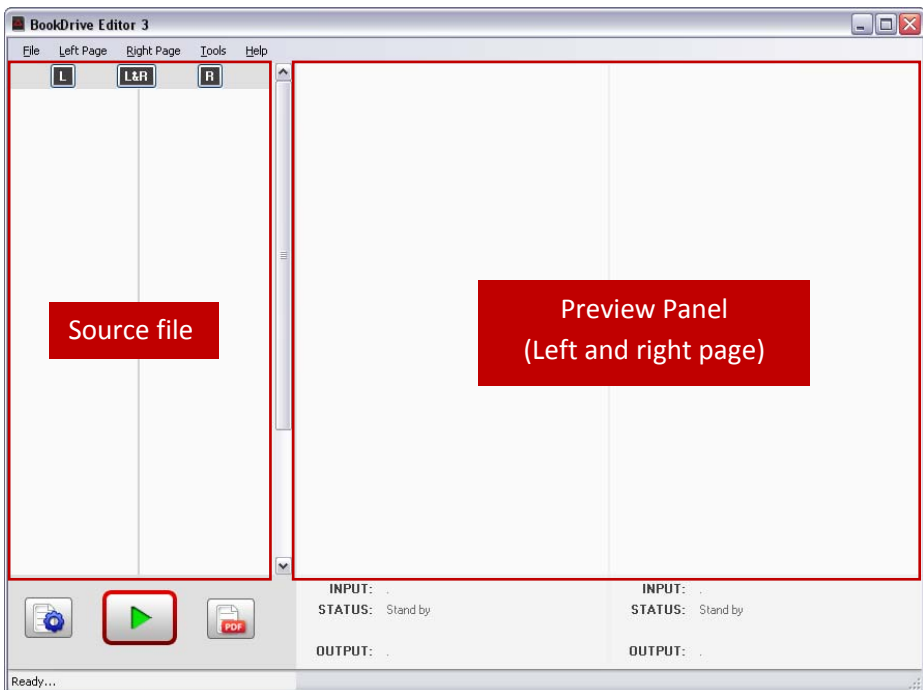 BookDrive Editor 3
File Left Page Right Page Tools Help
L L&R R
Source file
Preview Panel
(Left and right page)
INPUT: . INPUT: .
STATUS: Stand by STATUS: Stand by
OUTPUT: . OUTPUT: .
PDF
Ready...